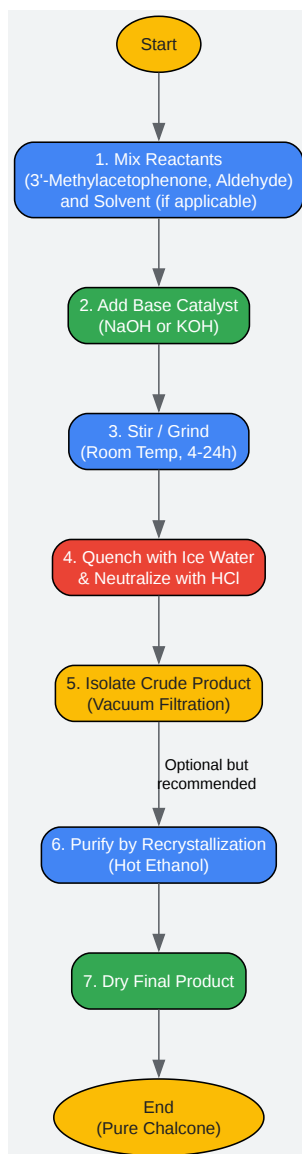 Start
1. Mix Reactants
(3'-Methylacetophenone, Aldehyde)
and Solvent (if applicable)
2. Add Base Catalyst
(NaOH or KOH)
3. Stir / Grind
(Room Temp, 4-24h)
4. Quench with Ice Water
& Neutralize with HCl
5. Isolate Crude Product
(Vacuum Filtration)
Optional but
recommended
6. Purify by Recrystallization
(Hot Ethanol)
7. Dry Final Product
End
(Pure Chalcone)